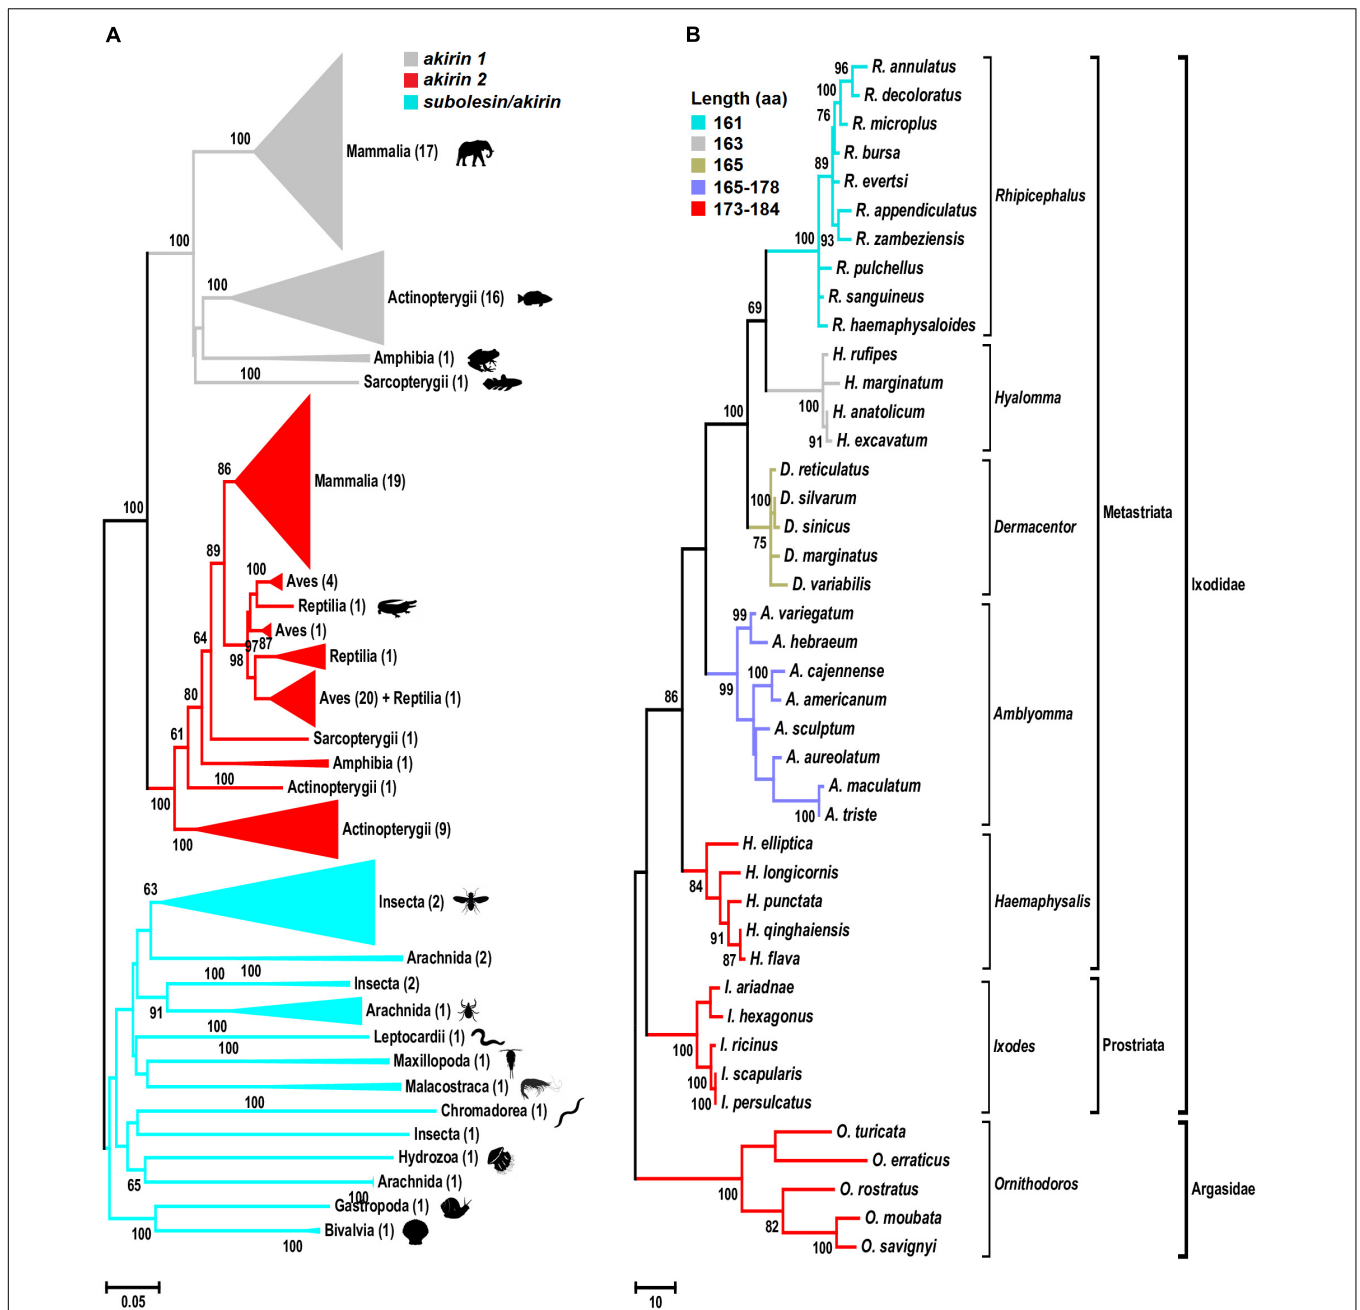 A
akirin 1
akirin 2
subolesin/akirin
100
Mammalia (17)
100
100
Actinopterygii (16)
Amphibia (1)
100
Sarcopterygii (1)
86
Mammalia (19)
100
89
100
Aves (4)
Reptilia (1)
64
Aves (1)
97
87
98
Reptilia (1)
80
Aves (20) + Reptilia (1)
61
Sarcopterygii (1)
Amphibia (1)
100
Actinopterygii (1)
100
Actinopterygii (9)
100
63
Insecta (2)
Arachnida (2)
100
100
Insecta (2)
91
Arachnida (1)
100
Leptocardii (1)
100
Maxillopoda (1)
Malacostraca (1)
100
Chromadorea (1)
Insecta (1)
Hydrozoa (1)
65
Arachnida (1)
100
Gastropoda (1)
100
Bivalvia (1)
100
0.05
B
Length (aa)
161
163
165
165-178
173-184
96
R. annulatus
100
R. decoloratus
76
R. microplus
R. bursa
89
R. evertsi
Rhipicephalus
R. appendiculatus
100
93
R. zambeziensis
R. pulchellus
R. sanguineus
69
R. haemaphysaloides
H. rufipes
H. marginatum
Hyalomma
100
H. anatolicum
100
91
H. excavatum
D. reticulatus
100
D. silvarum
D. sinicus
Dermacentor
Metastriata
75
D. marginatus
D. variabilis
Ixodidae
99
A. variegatum
A. hebraeum
100
A. cajennense
99
A. americanum
86
Amblyomma
A. sculptum
A. aureolatum
A. maculatum
100
A. triste
H. elliptica
84
H. longicornis
H. punctata
Haemaphysalis
91
H. qinghaiensis
87
H. flava
I. ariadnae
I. hexagonus
100
I. ricinus
Ixodes
Prostriata
100
I. scapularis
100
I. persulcatus
O. turicata
O. erraticus
100
O. rostratus
Ornithodoros
Argasidae
82
O. moubata
100
O. savignyi
10